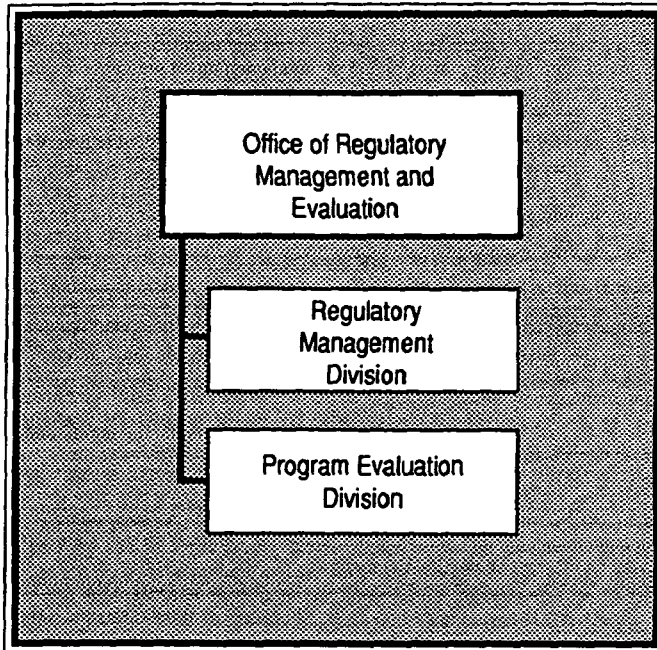 Office of Regulatory
Management and
Evaluation
Regulatory
Management
Division
Program Evaluation
Division